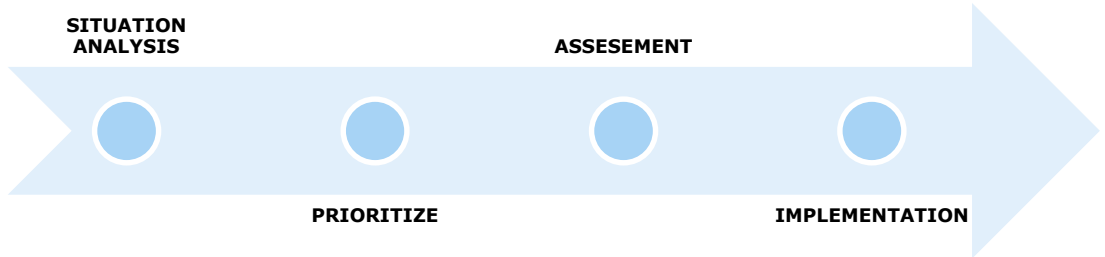 SITUATION
ANALYSIS
PRIORITIZE
ASSESEMENT
IMPLEMENTATION